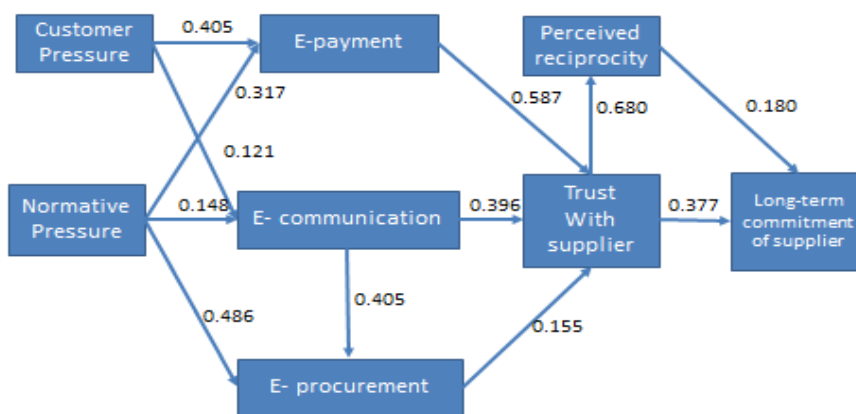 Customer
Pressure
0.405
E-payment
Perceived
reciprocity
0.317
0.587
0.680
0.180
0.121
Normative
Pressure
0.148
E- communication
0.396
Trust
With
supplier
0.377
Long-term
commitment
of supplier
0.405
0.486
0.155
E- procurement